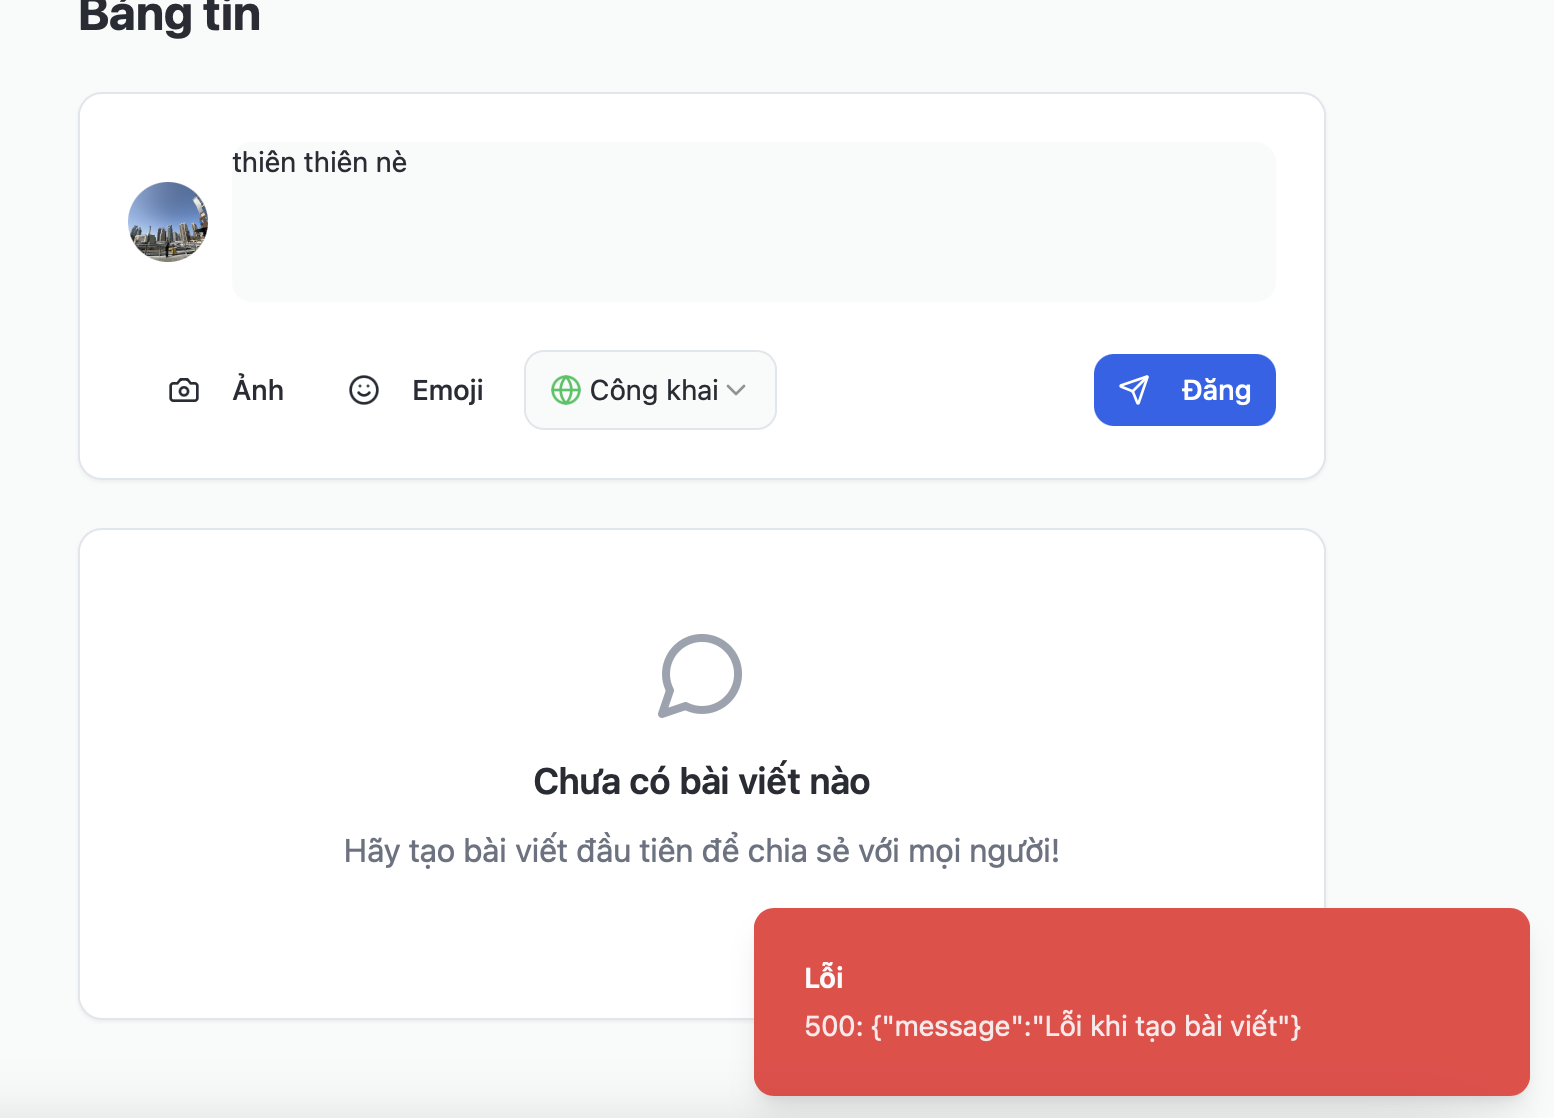 Bảng tin
thiên thiên nè
Ảnh
Emoji
Công khai
Đăng
Chưa có bài viết nào
Hãy tạo bài viết đầu tiên để chia sẻ với mọi người!
Lỗi
500: {"message":"Lỗi khi tạo bài viết"}